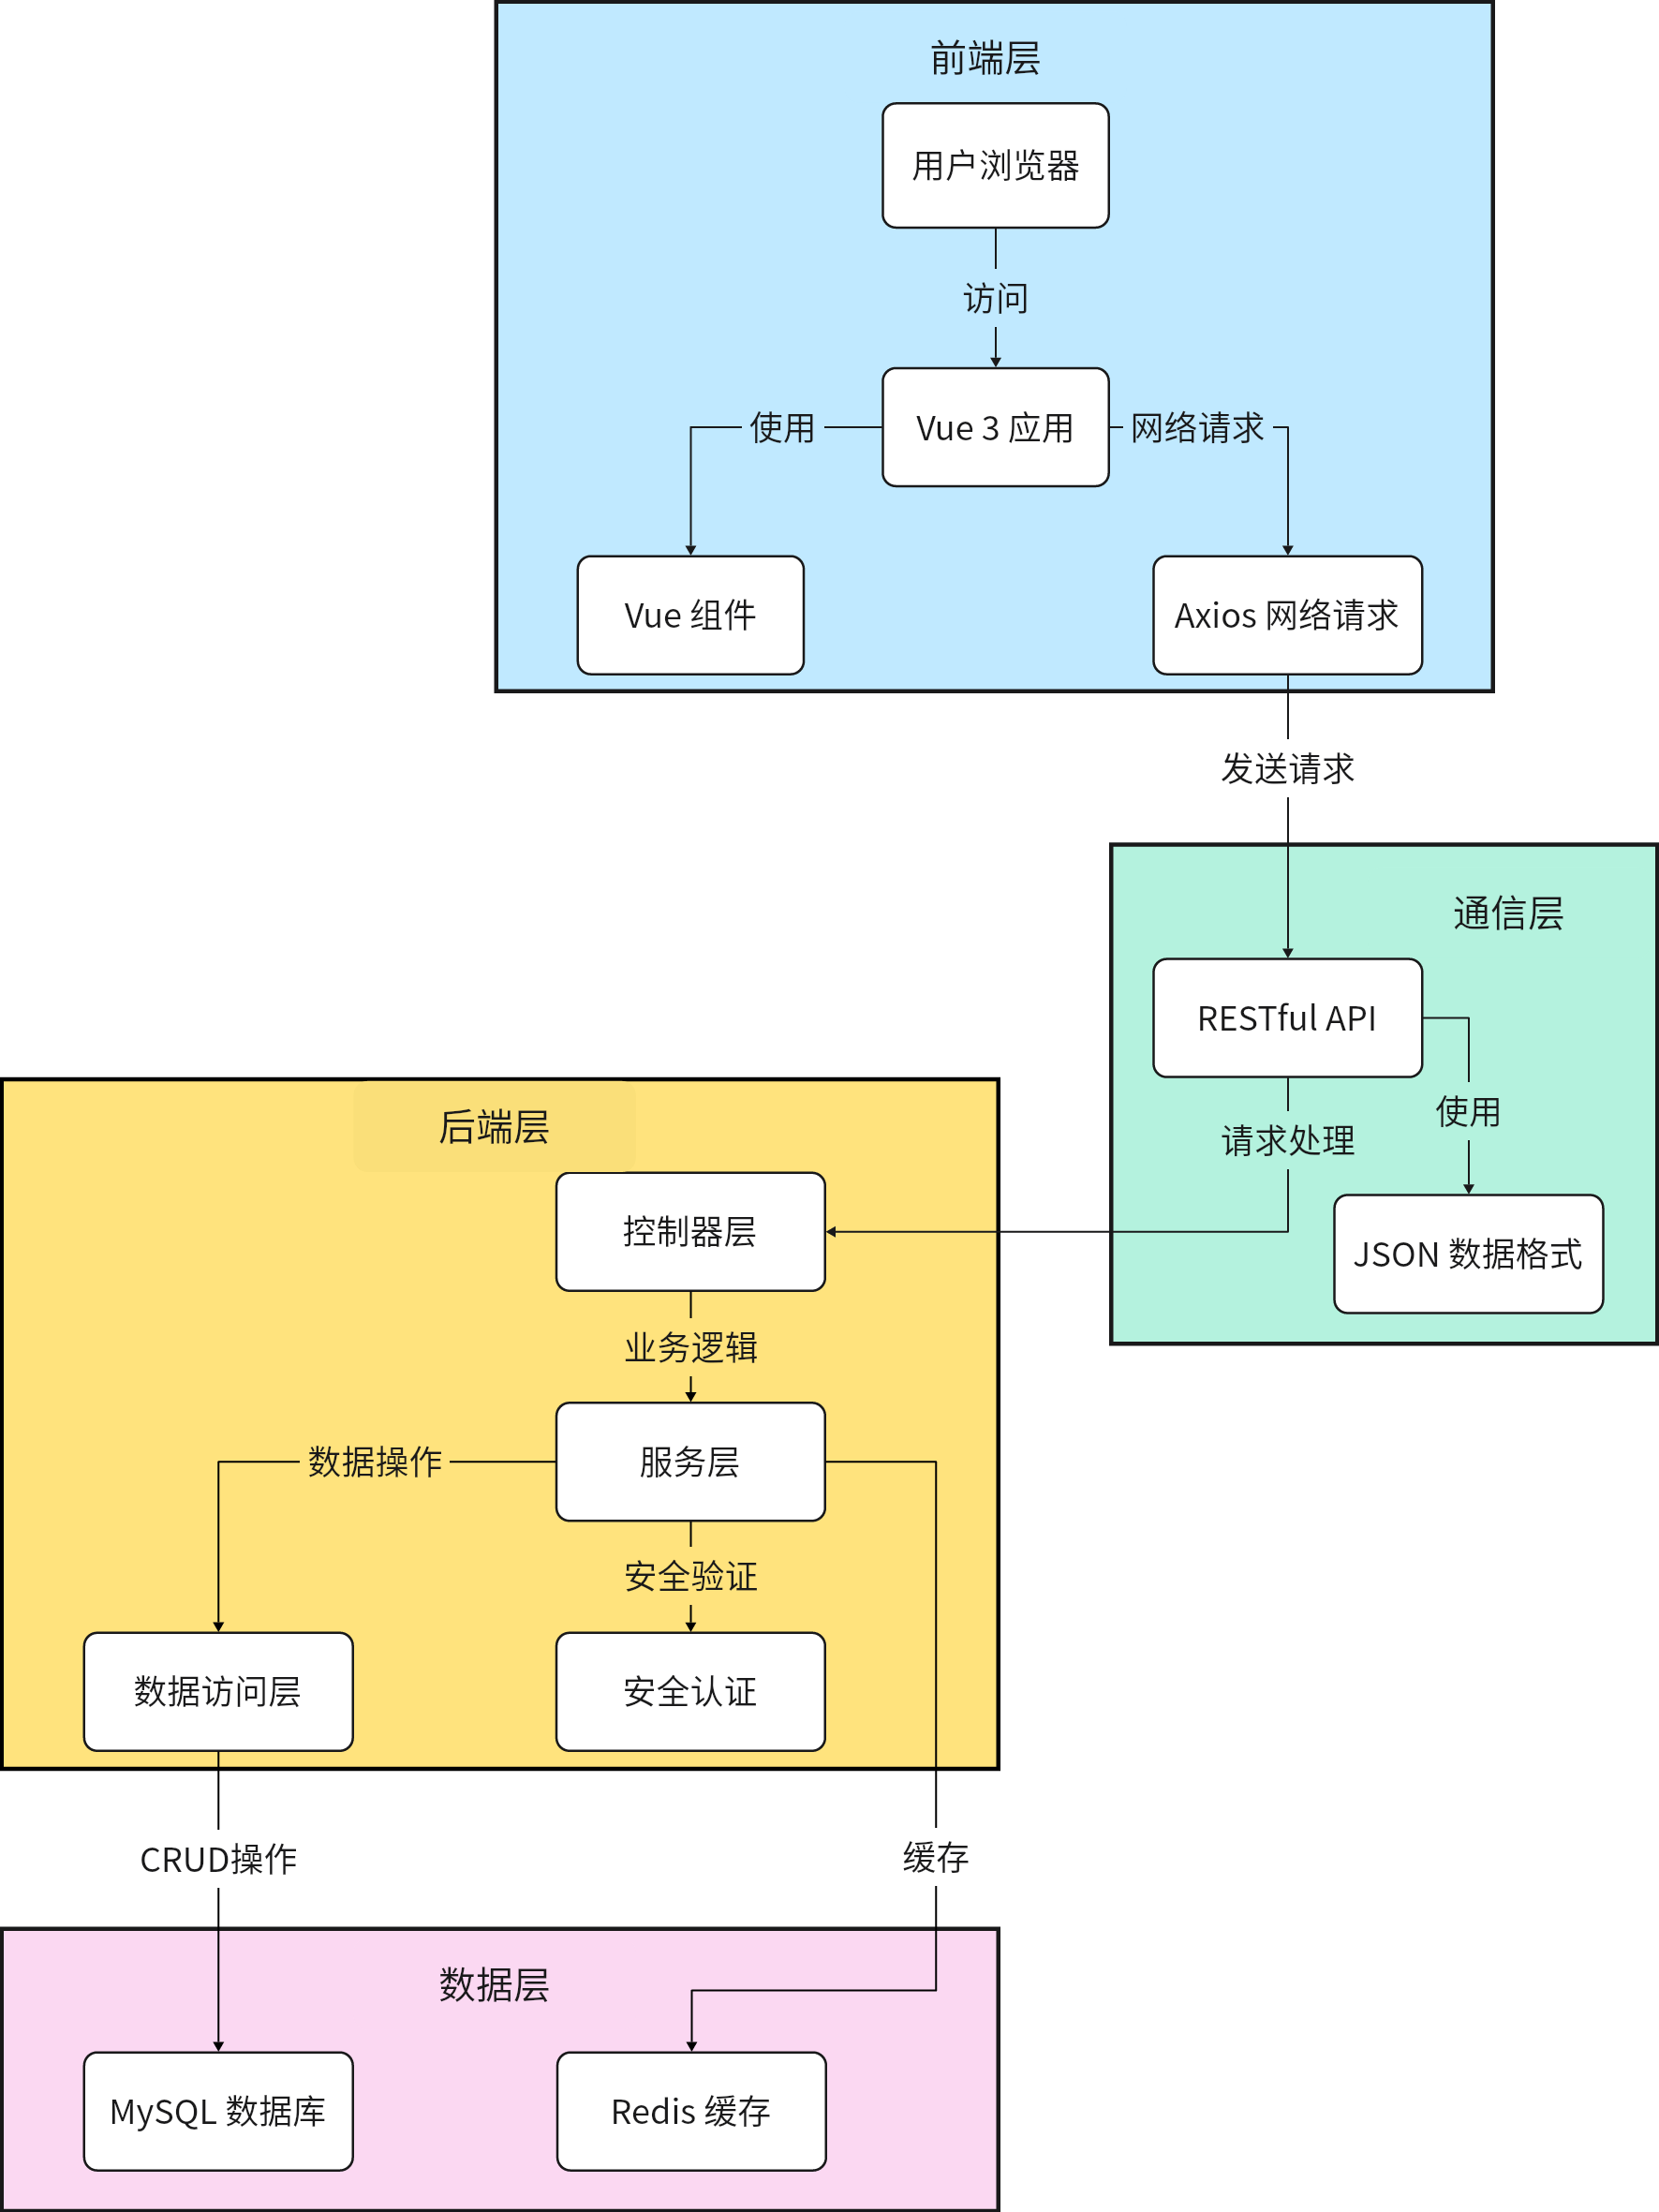 前端层
用户浏览器
访问
使用
Vue 3 应用
网络请求
Vue 组件
Axios 网络请求
发送请求
通信层
RESTful API
使用
请求处理
JSON 数据格式
后端层
控制器层
业务逻辑
数据操作
服务层
安全验证
数据访问层
安全认证
CRUD操作
缓存
数据层
MySQL 数据库
Redis 缓存